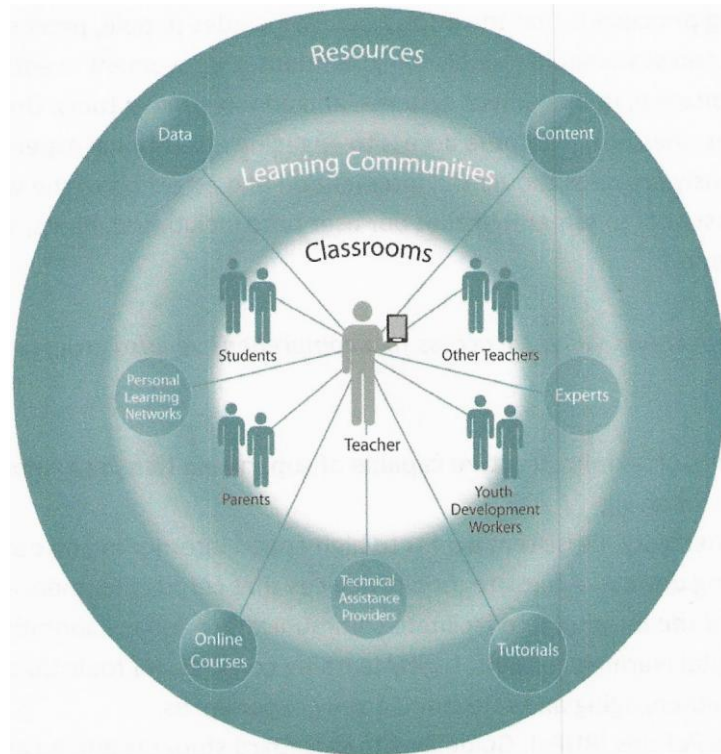 Resources
Data
Content
Learning Communities
Classrooms
Students
Other Teachers
Personal
Learning
Networks
Experts
Teacher
Parents
Youth
Development
Workers
Technical
Assistance
Providers
Online
Courses
Tutorials